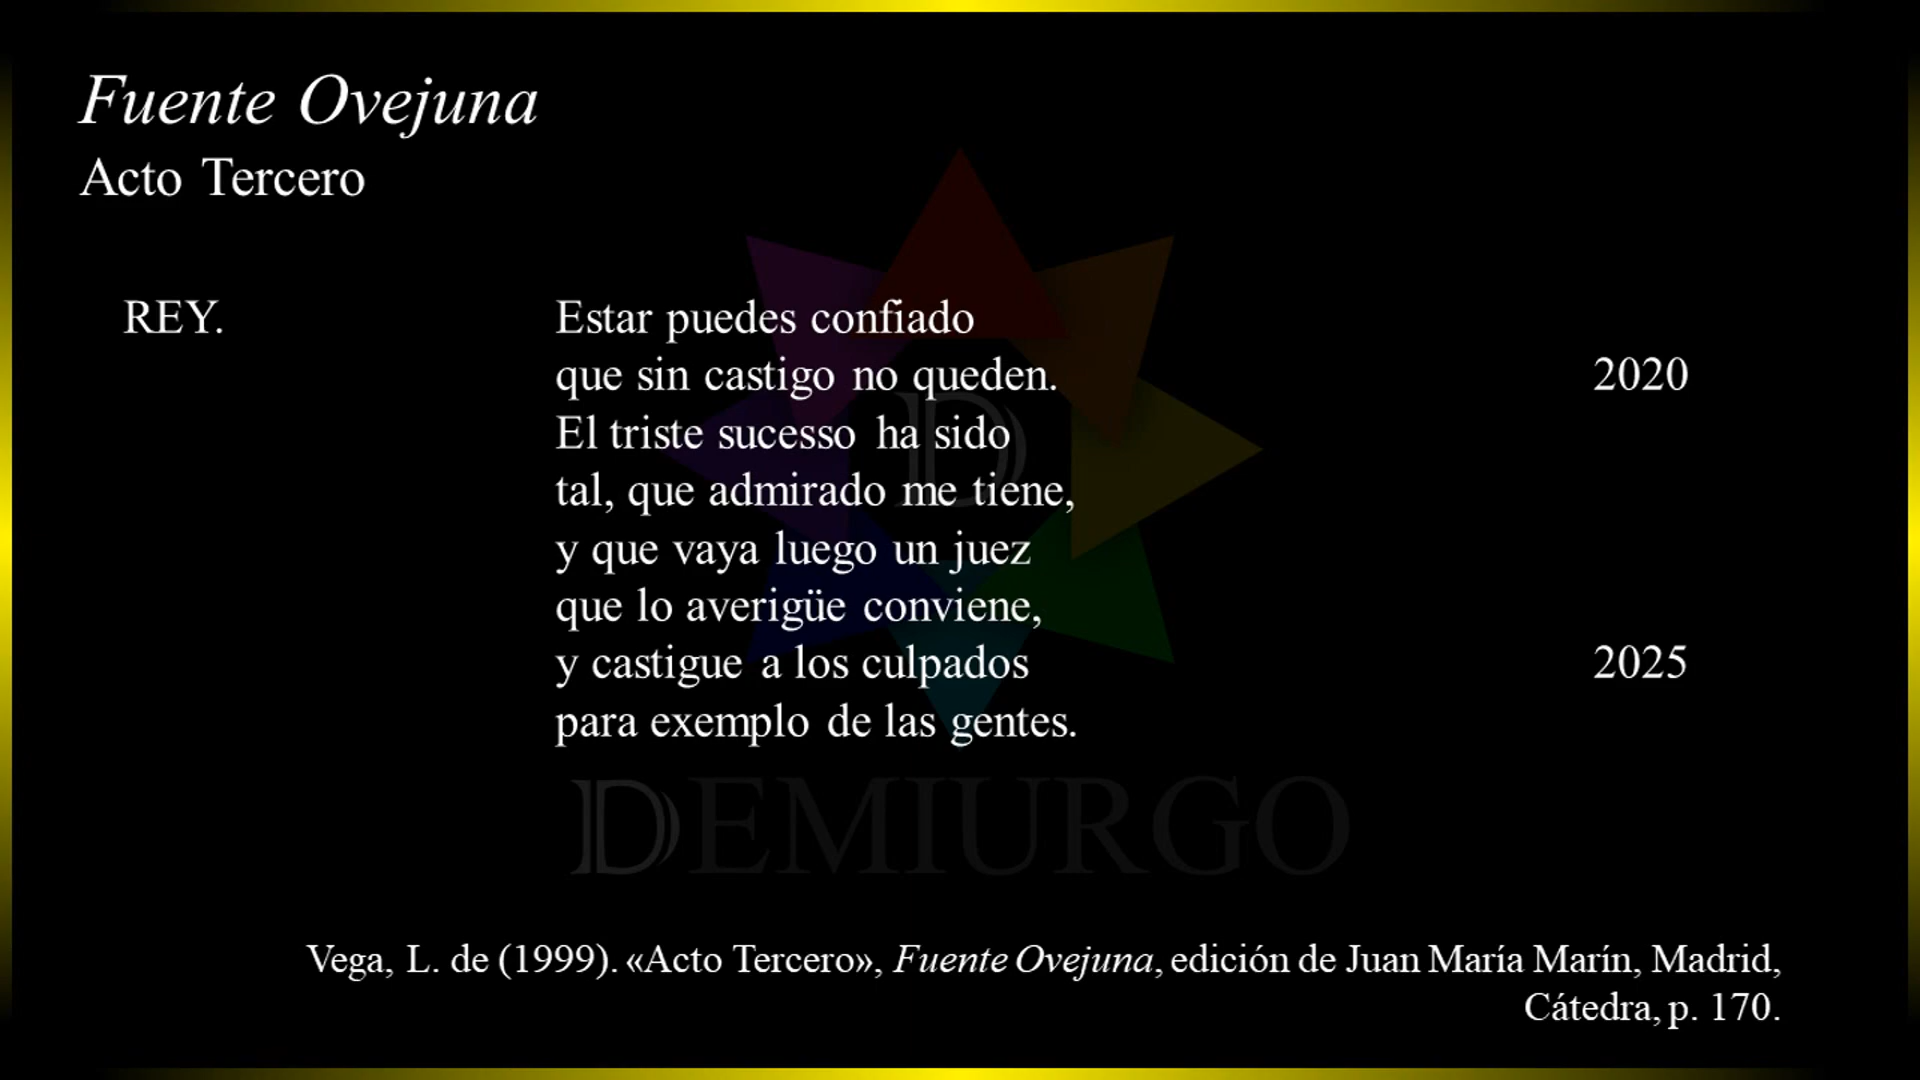 Fuente Ovejuna
Acto Tercero
REY. Estar puedes confiado
que sin castigo no queden. 2020
El triste sucesso ha sido
tal, que admirado me tiene,
y que vaya luego un juez
que lo averigüe conviene,
y castigue a los culpados 2025
para exemplo de las gentes.
D
DEMIURGO
Vega, L. de (1999). «Acto Tercero», Fuente Ovejuna, edición de Juan María Marín, Madrid,
Cátedra, p. 170.